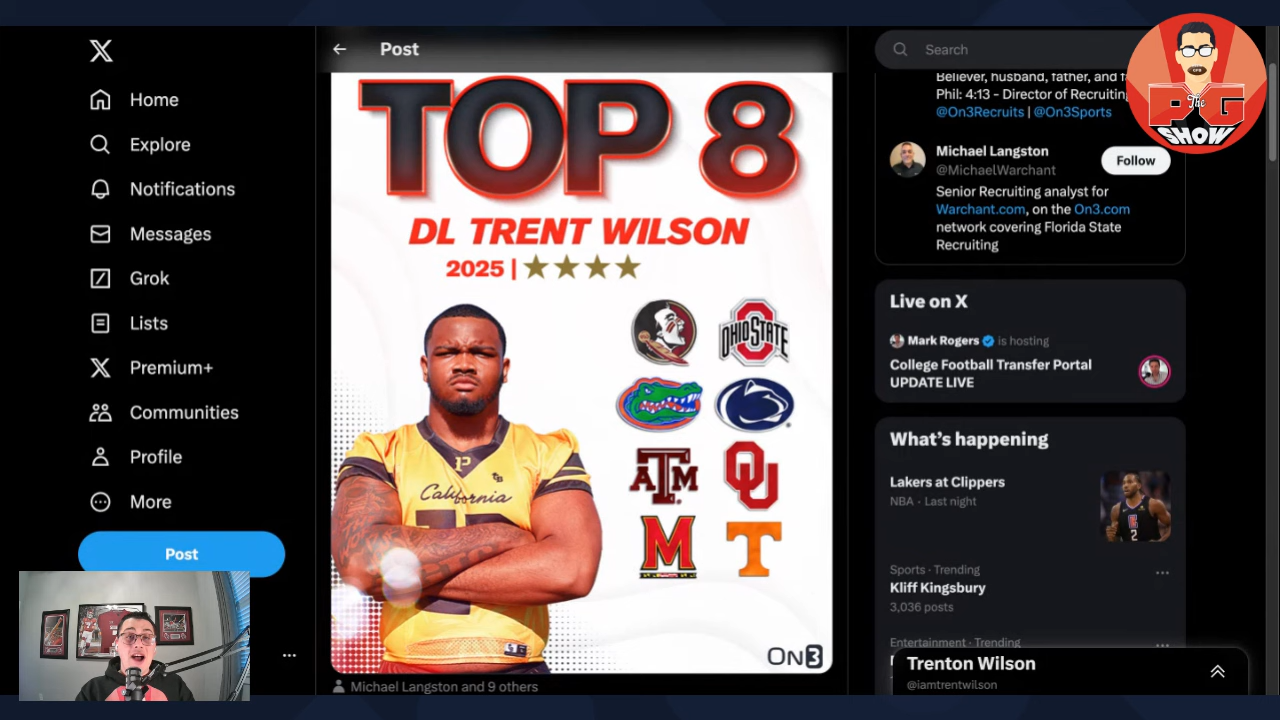 Home
Explore
Notifications
Messages
Grok
Lists
Premium+
Communities
Profile
More
Post
Post
TOP 8
DL TRENT WILSON
2025 |
P
California
OHIO STATE
A T M
OU
M
T
On3
Michael Langston and 9 others
Search
Believer, husband, father, and f
Phil: 4:13 - Director of Recruiting
@On3Recruits | @On3Sports
Michael Langston
@MichaelWarchant
Follow
Senior Recruiting analyst for
Warchant.com, on the On3.com
network covering Florida State
Recruiting
Live on X
Mark Rogers is hosting
College Football Transfer Portal
UPDATE LIVE
What's happening
Lakers at Clippers
NBA · Last night
Sports · Trending
Kliff Kingsbury
3,036 posts
Entertainment · Trending
Trenton Wilson
@iamtrentwilson
The PG
SHOW